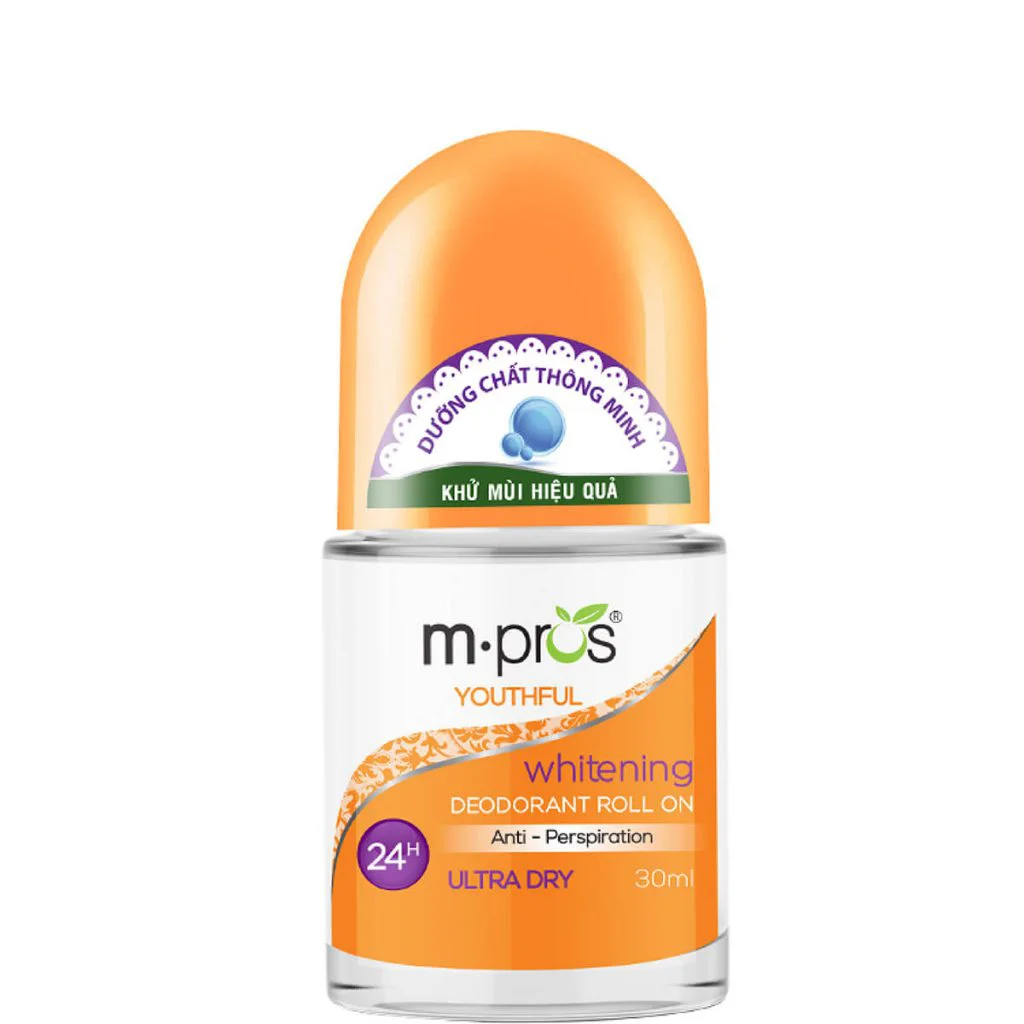 DƯỠNG CHẤT THÔNG MINH
KHỬ MÙI HIỆU QUẢ
m·pros®
YOUTHFUL
whitening
DEODORANT ROLL ON
Anti - Perspiration
24H
ULTRA DRY 30ml